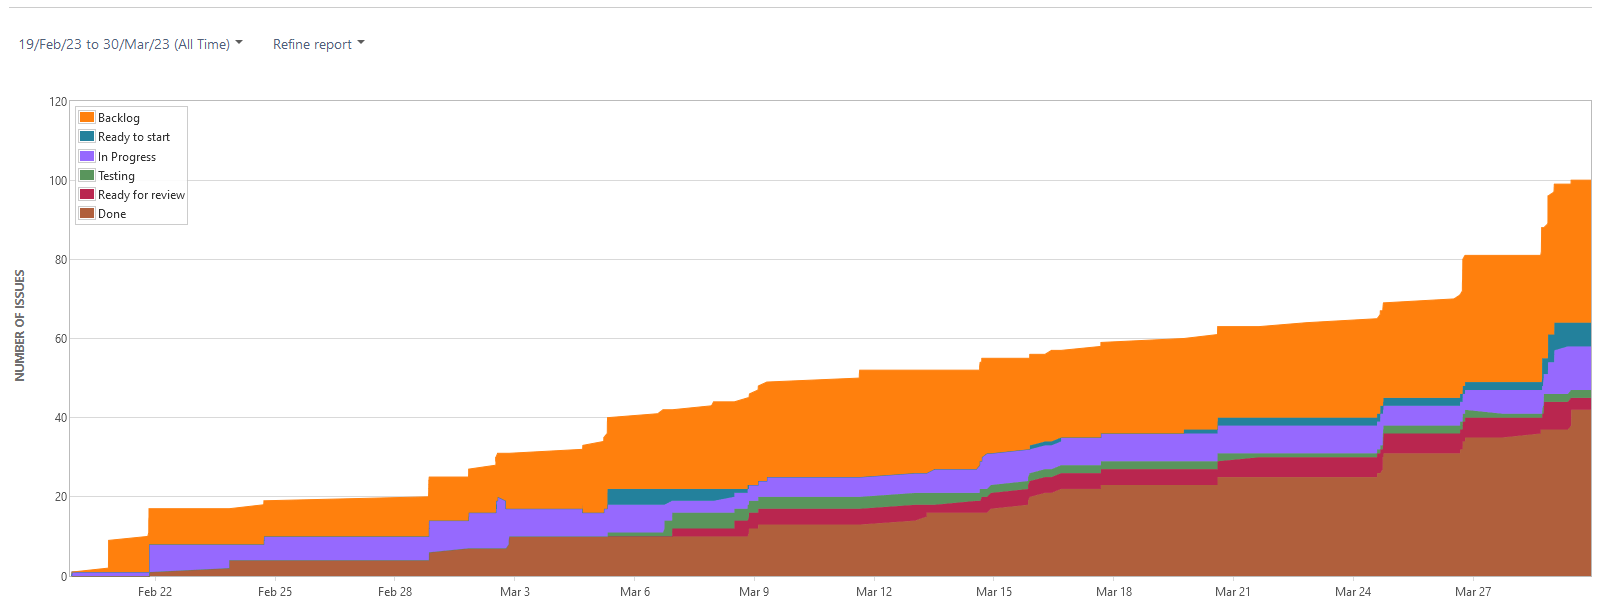 19/Feb/23 to 30/Mar/23 (All Time) Refine report
120
100
80
60
40
20
0
NUMBER OF ISSUES
Backlog
Ready to start
In Progress
Testing
Ready for review
Done
Feb 22 Feb 25 Feb 28 Mar 3 Mar 6 Mar 9 Mar 12 Mar 15 Mar 18 Mar 21 Mar 24 Mar 27